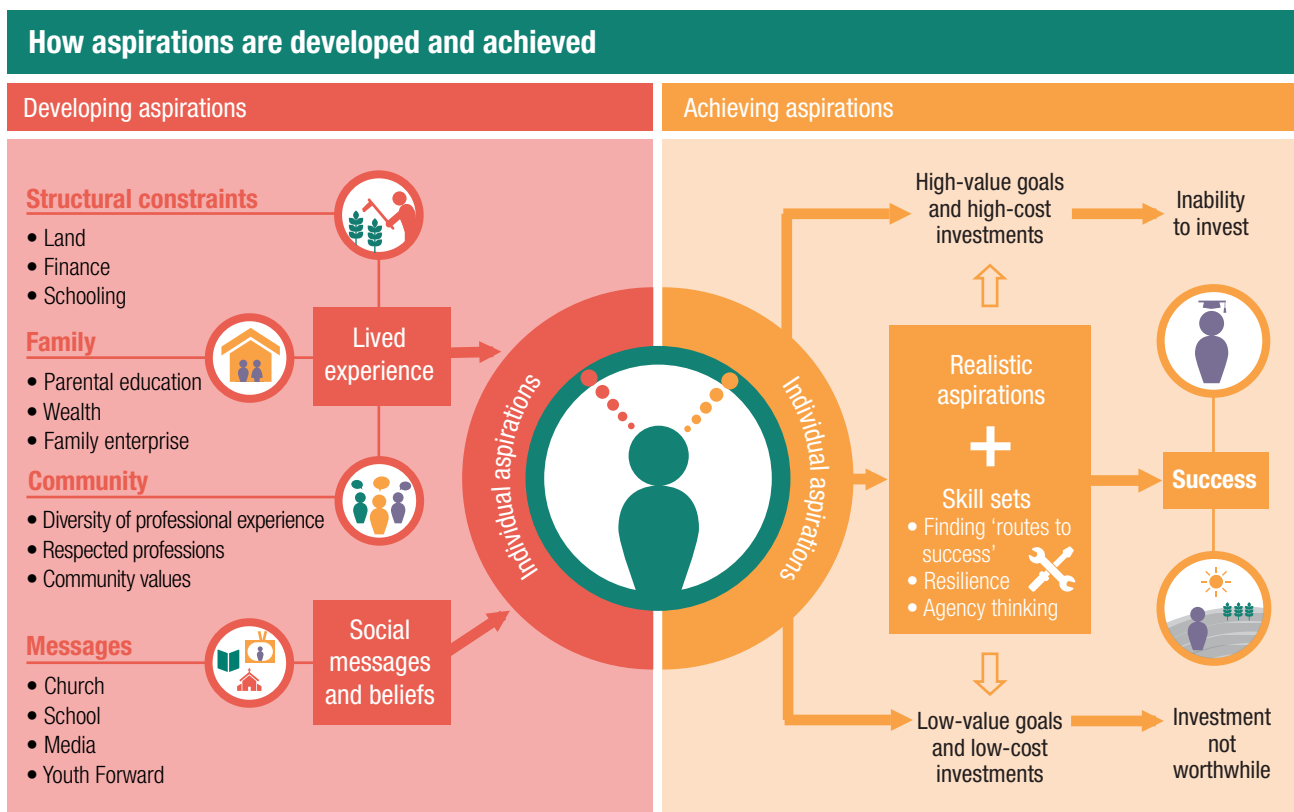 How aspirations are developed and achieved
Developing aspirations
Structural constraints
• Land
• Finance
• Schooling
Family
• Parental education
• Wealth
• Family enterprise
Community
• Diversity of professional experience
• Respected professions
• Community values
Messages
• Church
• School
• Media
• Youth Forward
Lived
experience
Social
messages
and beliefs
Individual aspirations
Achieving aspirations
Individual aspirations
High-value goals
and high-cost
investments
Inability
to invest
Realistic
aspirations
+
Skill sets
• Finding ‘routes to
success’
• Resilience
• Agency thinking
Success
Low-value goals
and low-cost
investments
Investment
not
worthwhile